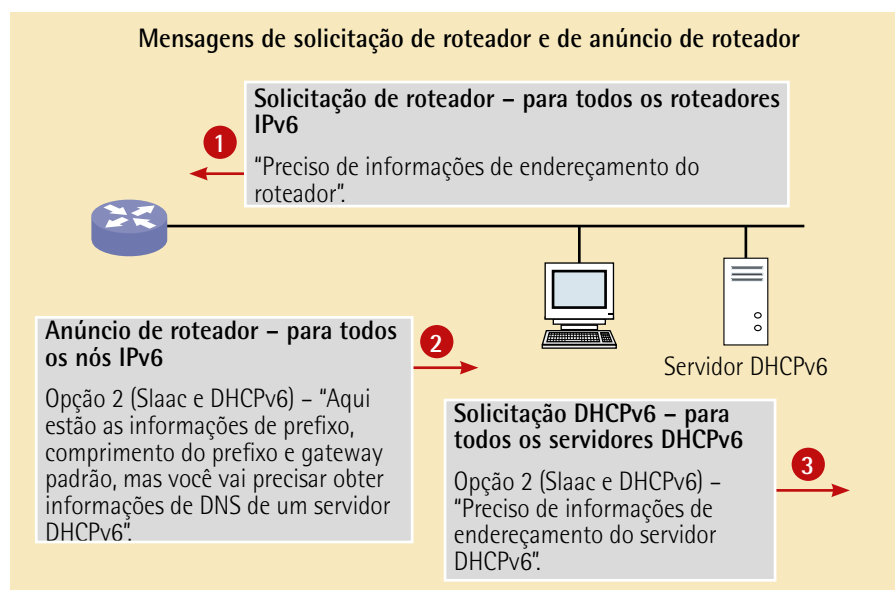 Mensagens de solicitação de roteador e de anúncio de roteador
Solicitação de roteador – para todos os roteadores
IPv6
1
"Preciso de informações de endereçamento do
roteador".
Anúncio de roteador – para todos
os nós IPv6
2
Opção 2 (Slaac e DHCPv6) – "Aqui
estão as informações de prefixo,
comprimento do prefixo e gateway
padrão, mas você vai precisar obter
informações de DNS de um servidor
DHCPv6".
Servidor DHCPv6
Solicitação DHCPv6 – para
todos os servidores DHCPv6
3
Opção 2 (Slaac e DHCPv6) –
"Preciso de informações de
endereçamento do servidor
DHCPv6".